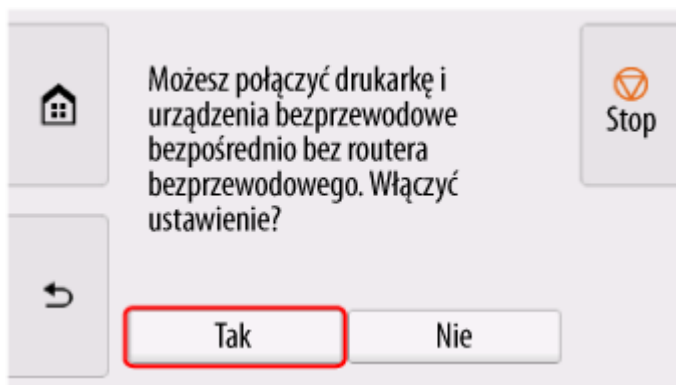 Możesz połączyć drukarkę i
urządzenia bezprzewodowe
bezpośrednio bez routera
bezprzewodowego. Włączyć
ustawienie?
Stop
Tak
Nie